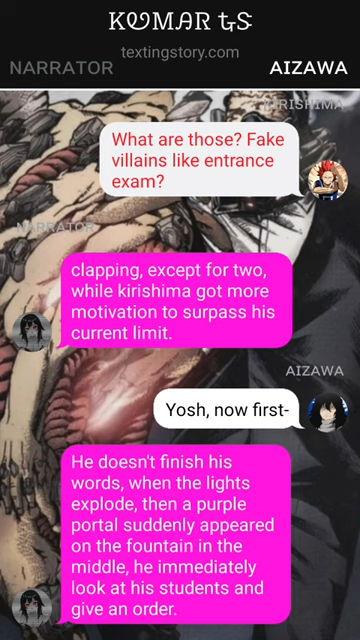 KUMAR GS
textingstory.com
NARRATOR
AIZAWA
KIRISHIMA
What are those? Fake
villains like entrance
exam?
NARRATOR
clapping, except for two,
while kirishima got more
motivation to surpass his
current limit.
AIZAWA
Yosh, now first-
He doesn't finish his
words, when the lights
explode, then a purple
portal suddenly appeared
on the fountain in the
middle, he immediately
look at his students and
give an order.